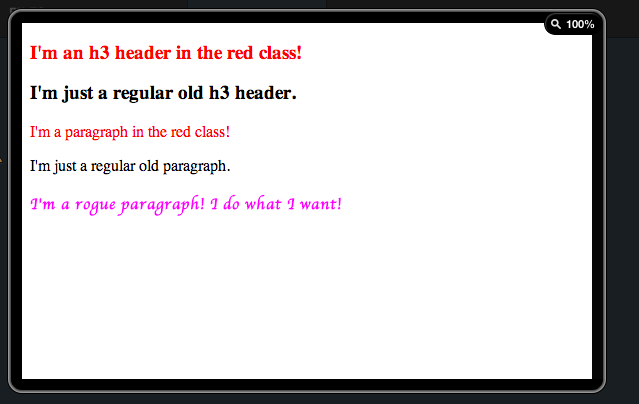 100%
I'm an h3 header in the red class!
I'm just a regular old h3 header.
I'm a paragraph in the red class!
I'm just a regular old paragraph.
I'm a rogue paragraph! I do what I want!